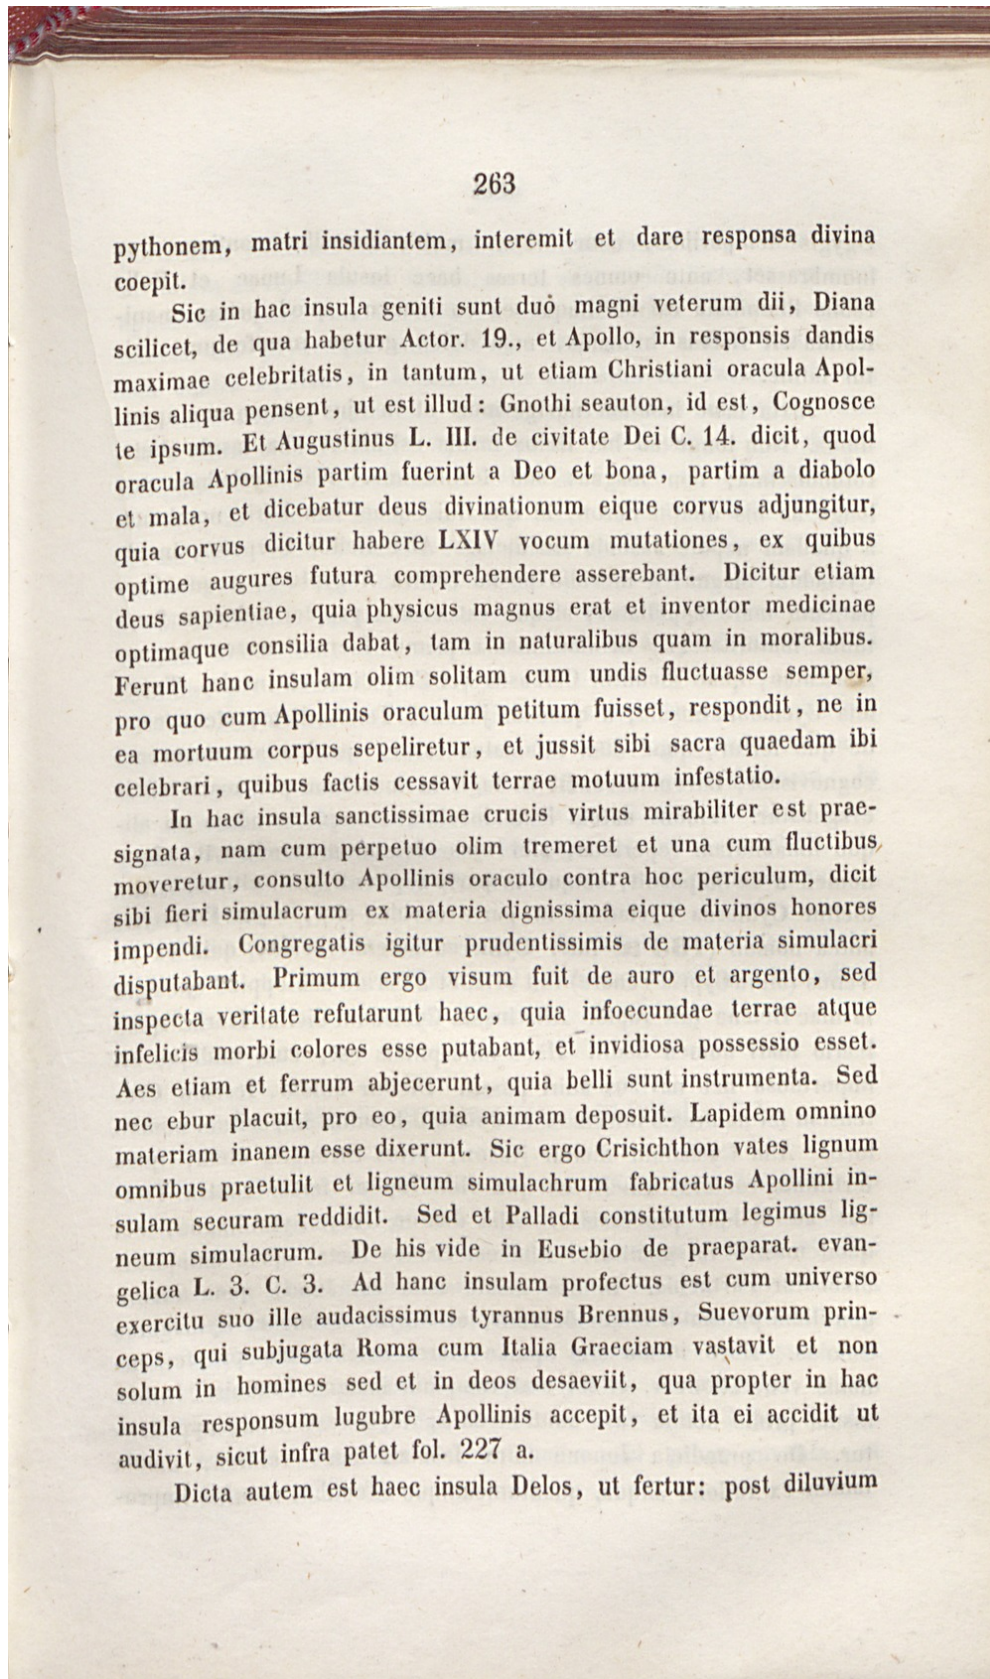 263
pythonem, matri insidiantem, interemit et dare responsa divina
coepit.
Sic in hac insula geniti sunt duo magni veterum dii, Diana
scilicet, de qua habetur Actor. 19., et Apollo, in responsis dandis
maximae celebritatis, in tantum, ut etiam Christiani oracula Apol-
linis aliqua pensent, ut est illud: Gnothi seauton, id est, Cognosce
te ipsum. Et Augustinus L. III. de civitate Dei C. 14. dicit, quod
oracula Apollinis partim fuerint a Deo et bona, partim a diabolo
et mala, et dicebatur deus divinationum eique corvus adjungitur,
quia corvus dicitur habere LXIV vocum mutationes, ex quibus
optime augures futura comprehendere asserebant. Dicitur etiam
deus sapientiae, quia physicus magnus erat et inventor medicinae
optimaque consilia dabat, tam in naturalibus quam in moralibus.
Ferunt hanc insulam olim solitam cum undis fluctuasse semper,
pro quo cum Apollinis oraculum petitum fuisset, respondit, ne in
ea mortuum corpus sepeliretur, et jussit sibi sacra quaedam ibi
celebrari, quibus factis cessavit terrae motuum infestatio.
In hac insula sanctissimae crucis virtus mirabiliter est prae-
signata, nam cum perpetuo olim tremeret et una cum fluctibus
moveretur, consulto Apollinis oraculo contra hoc periculum, dicit
sibi fieri simulacrum ex materia dignissima eique divinos honores
impendi. Congregatis igitur prudentissimis de materia simulacri
disputabant. Primum ergo visum fuit de auro et argento, sed
inspecta veritate refutarunt haec, quia infoecundae terrae atque
infelicis morbi colores esse putabant, et invidiosa possessio esset.
Aes etiam et ferrum abjecerunt, quia belli sunt instrumenta. Sed
nec ebur placuit, pro eo, quia animam deposuit. Lapidem omnino
materiam inanem esse dixerunt. Sic ergo Crisichthon vates lignum
omnibus praetulit et ligneum simulachrum fabricatus Apollini in-
sulam securam reddidit. Sed et Palladi constitutum legimus lig-
neum simulacrum. De his vide in Eusebio de praeparat. evan-
gelica L. 3. C. 3. Ad hanc insulam profectus est cum universo
exercitu suo ille audacissimus tyrannus Brennus, Suevorum prin-
ceps, qui subjugata Roma cum Italia Graeciam vastavit et non
solum in homines sed et in deos desaeviit, qua propter in hac
insula responsum lugubre Apollinis accepit, et ita ei accidit ut
audivit, sicut infra patet fol. 227 a.
Dicta autem est haec insula Delos, ut fertur: post diluvium